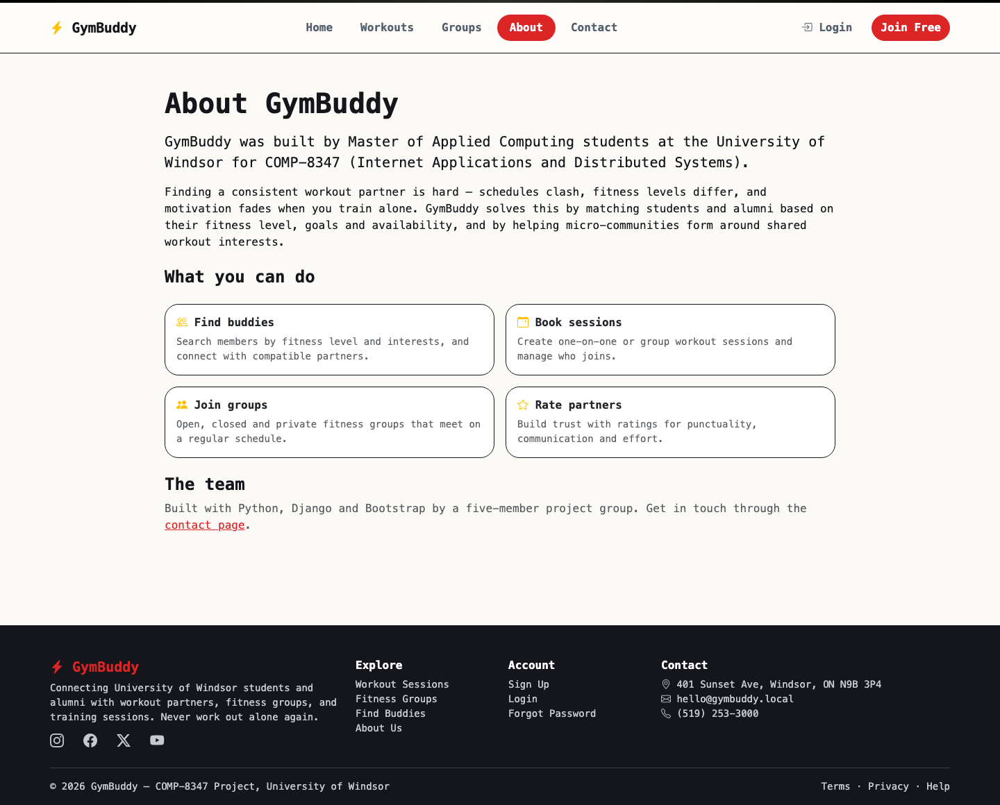 GymBuddy
Home
Workouts
Groups
About
Contact
Login
Join Free
About GymBuddy
GymBuddy was built by Master of Applied Computing students at the University of
Windsor for COMP-8347 (Internet Applications and Distributed Systems).
Finding a consistent workout partner is hard — schedules clash, fitness levels differ, and
motivation fades when you train alone. GymBuddy solves this by matching students and alumni based on
their fitness level, goals and availability, and by helping micro-communities form around shared
workout interests.
What you can do
Find buddies
Search members by fitness level and interests, and
connect with compatible partners.
Book sessions
Create one-on-one or group workout sessions and
manage who joins.
Join groups
Open, closed and private fitness groups that meet on
a regular schedule.
Rate partners
Build trust with ratings for punctuality,
communication and effort.
The team
Built with Python, Django and Bootstrap by a five-member project group. Get in touch through the
contact page.
GymBuddy
Connecting University of Windsor students and
alumni with workout partners, fitness groups, and
training sessions. Never work out alone again.
Explore
Workout Sessions
Fitness Groups
Find Buddies
About Us
Account
Sign Up
Login
Forgot Password
Contact
401 Sunset Ave, Windsor, ON N9B 3P4
hello@gymbuddy.local
(519) 253-3000
© 2026 GymBuddy — COMP-8347 Project, University of Windsor
Terms · Privacy · Help